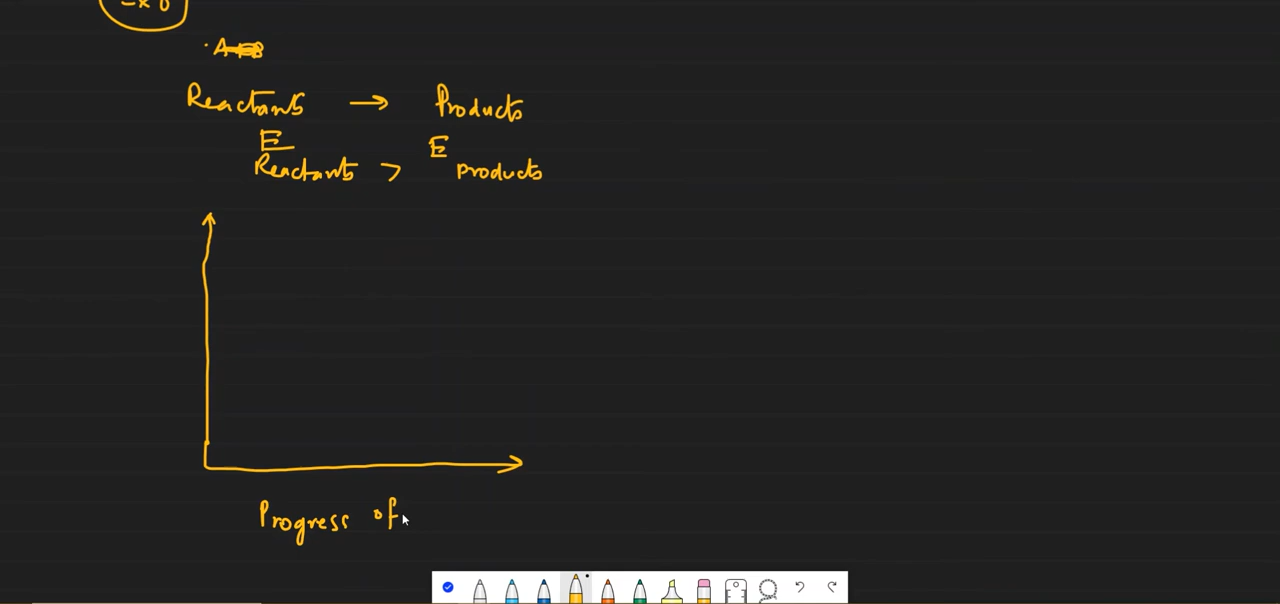 Reactants → Products
E E
Reactants > products
Progress of